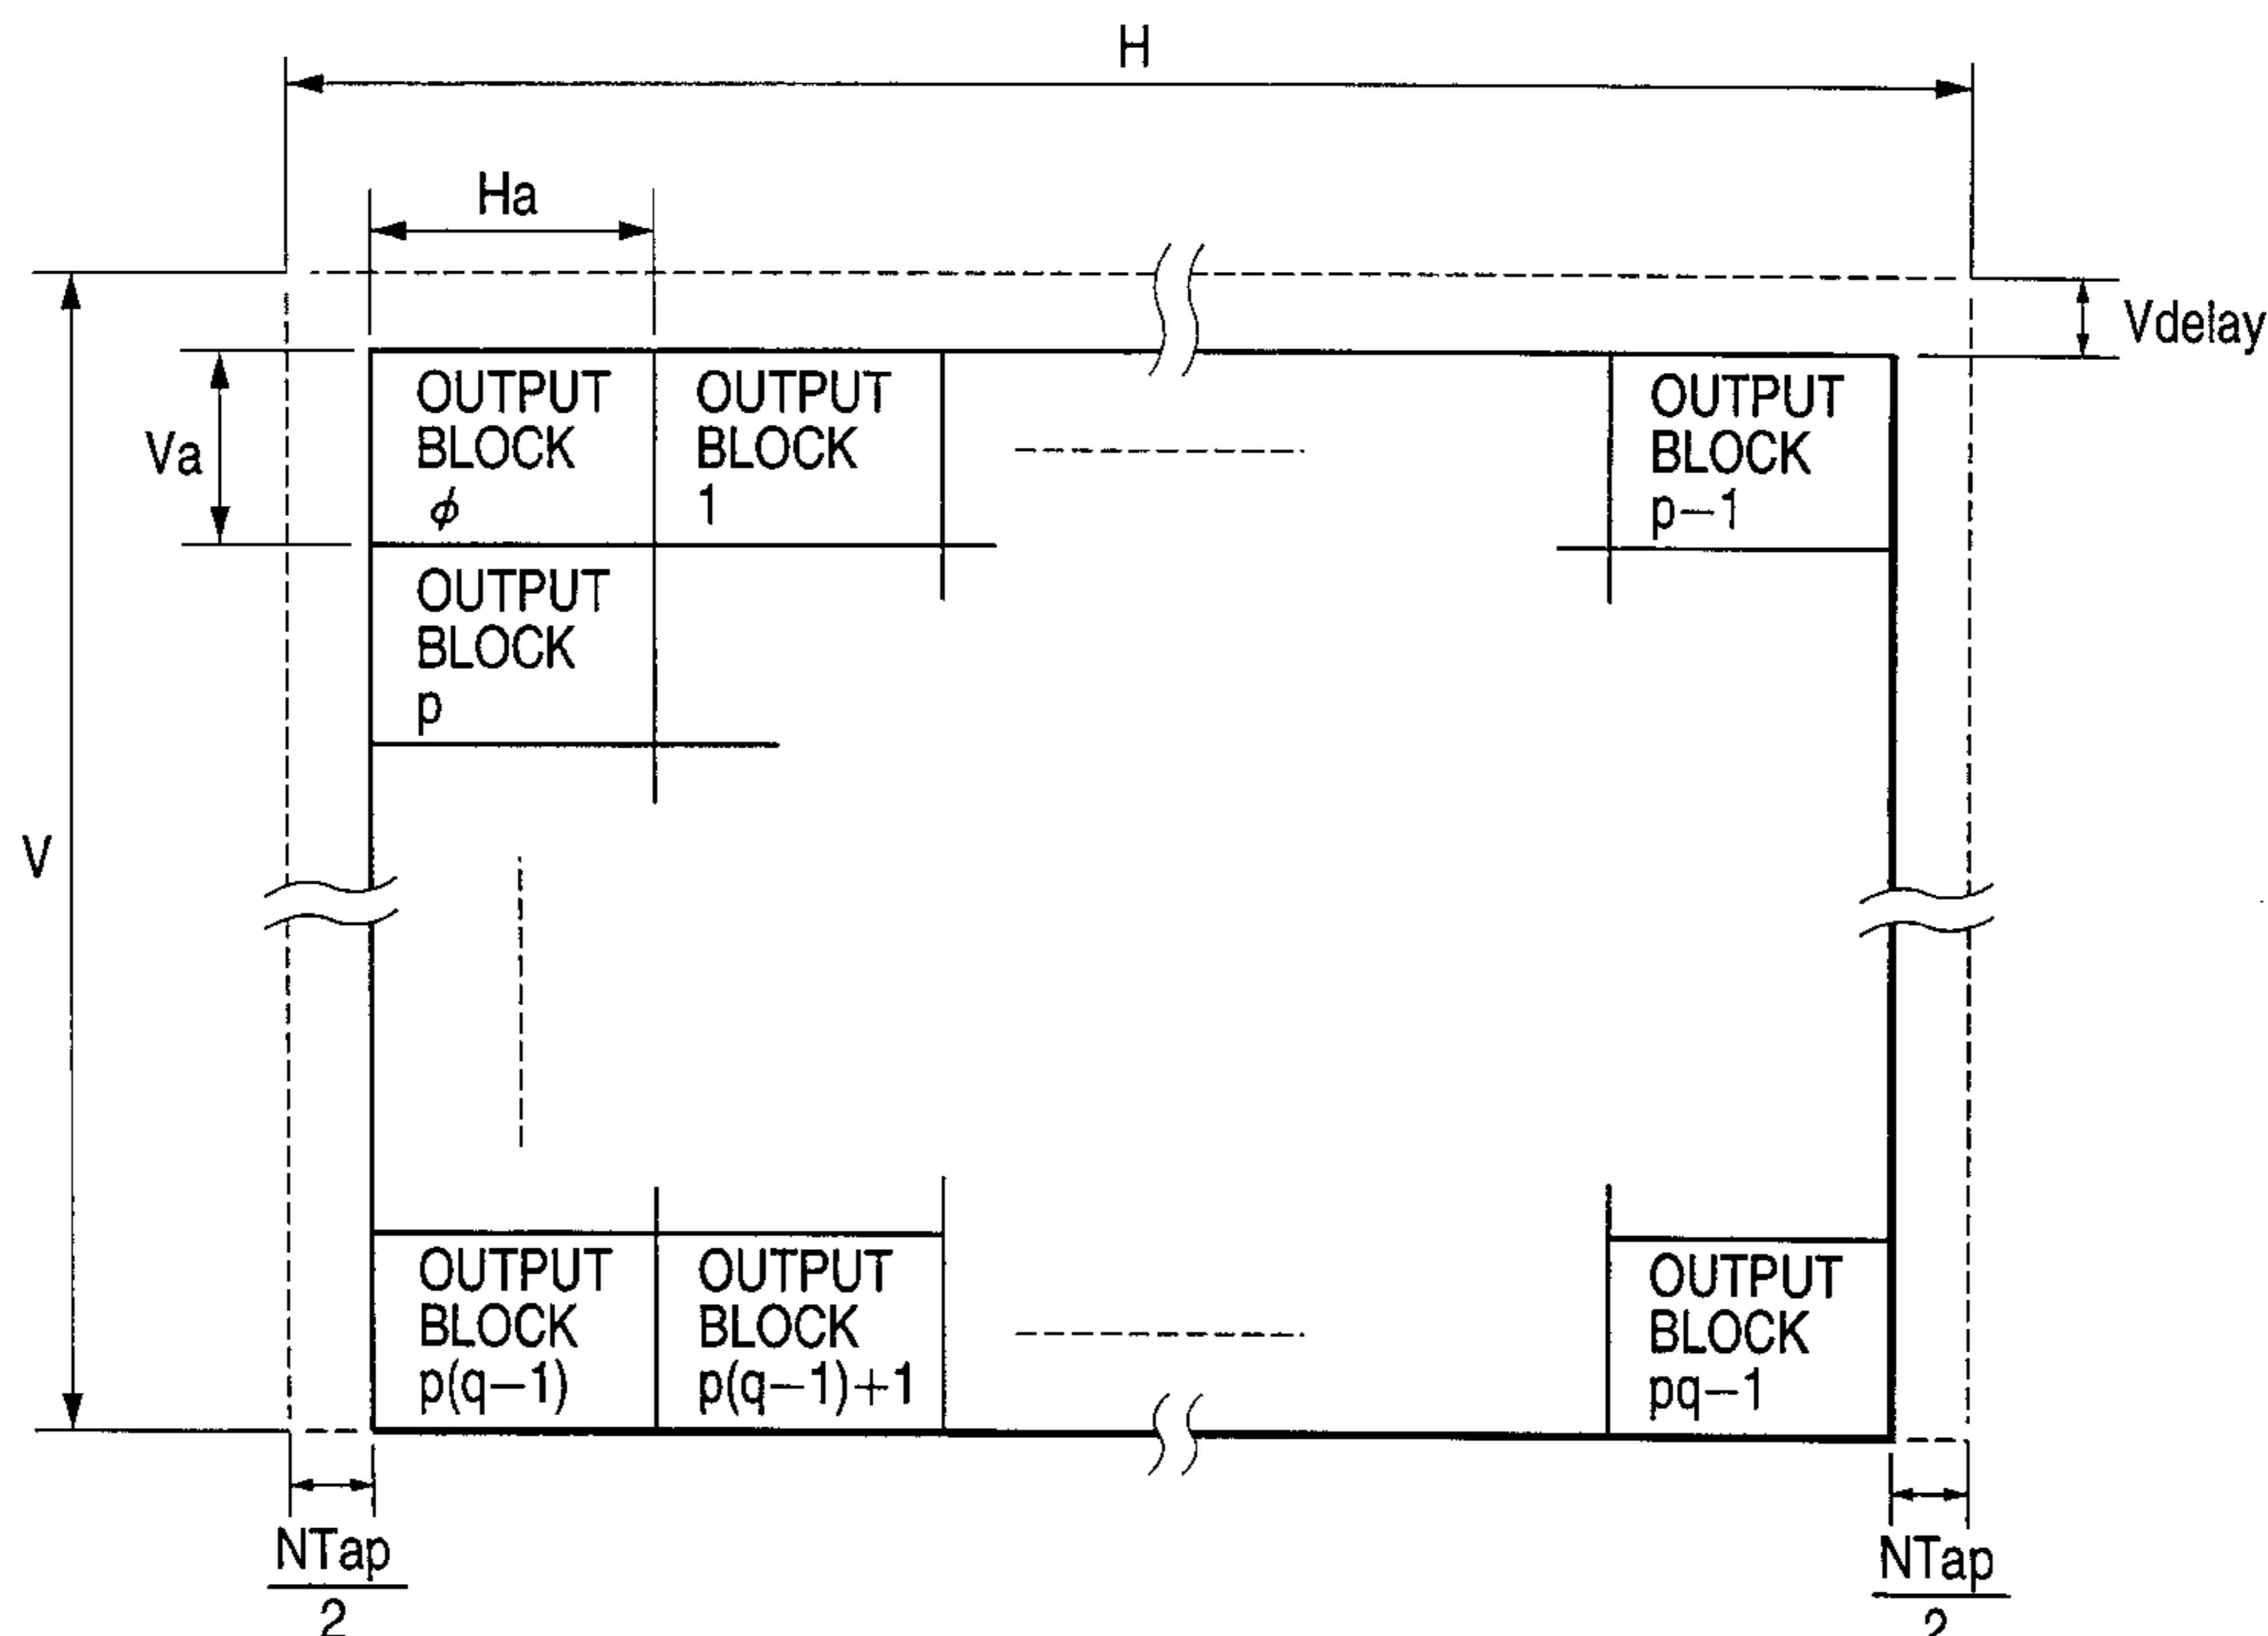 H
Ha
Vdelay
Va
V
OUTPUT
BLOCK
ϕ
OUTPUT
BLOCK
1
OUTPUT
BLOCK
p−1
OUTPUT
BLOCK
p
OUTPUT
BLOCK
p(q−1)
OUTPUT
BLOCK
p(q−1)+1
OUTPUT
BLOCK
pq−1
NTap
2
NTap
2